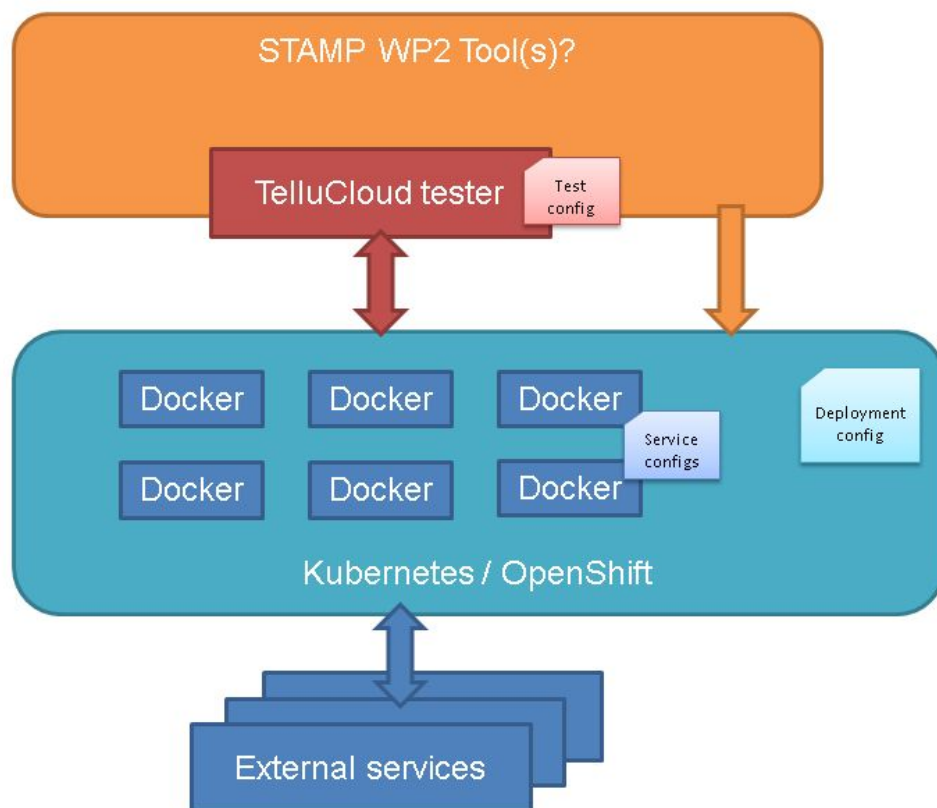 STAMP WP2 Tool(s)?
TelluCloud tester
Test
config
Docker
Docker
Docker
Service
configs
Deployment
config
Docker
Docker
Docker
Kubernetes / OpenShift
External services